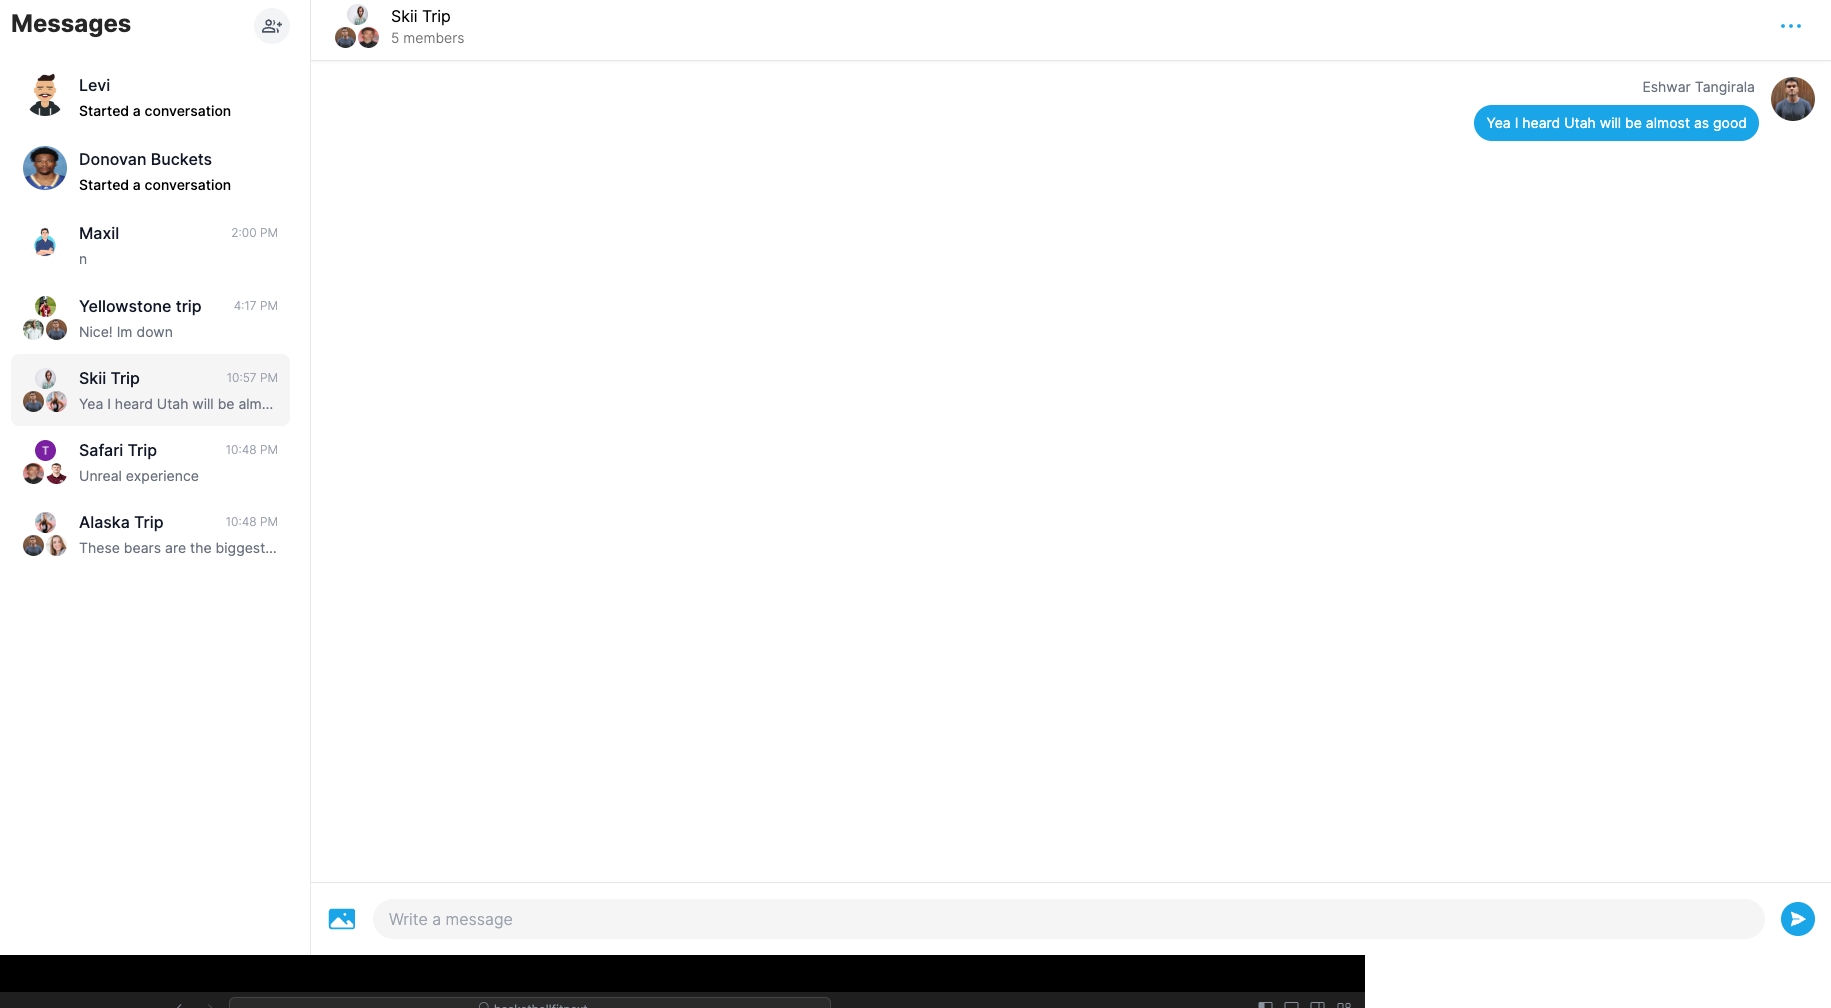 Messages
Levi
Started a conversation
Donovan Buckets
Started a conversation
Maxil
2:00 PM
n
Yellowstone trip
4:17 PM
Nice! Im down
Skii Trip
10:57 PM
Yea I heard Utah will be alm...
T
Safari Trip
10:48 PM
Unreal experience
Alaska Trip
10:48 PM
These bears are the biggest...
Skii Trip
5 members
Eshwar Tangirala
Yea I heard Utah will be almost as good
Write a message